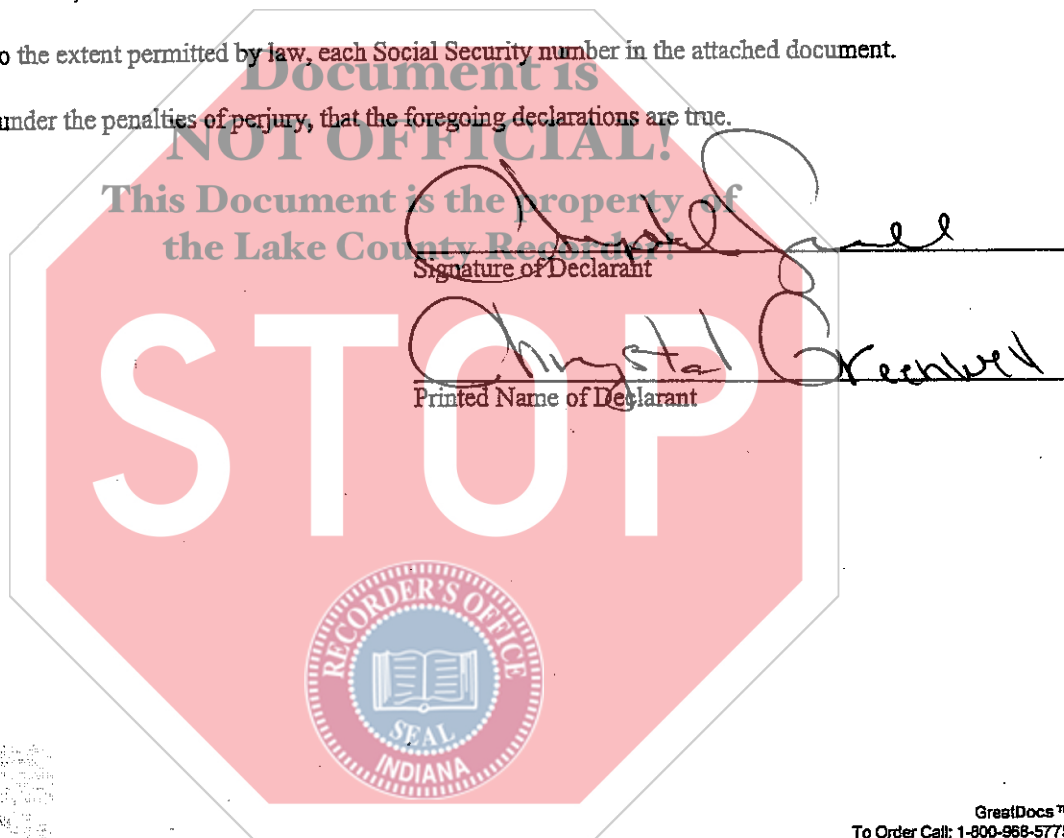 o the extent permitted by law, each Social Security number in the attached document.
Document is
under the penalties of perjury, that the foregoing declarations are true.
NOT OFFICIAL!
This Document is the property of
the Lake County Recorder!
Signature of Declarant
Chrystal Greenwell
Printed Name of Declarant
STOP
RECORDER'S OFFICE
SEAL
INDIANA
GreatDocs™
To Order Call: 1-800-968-577